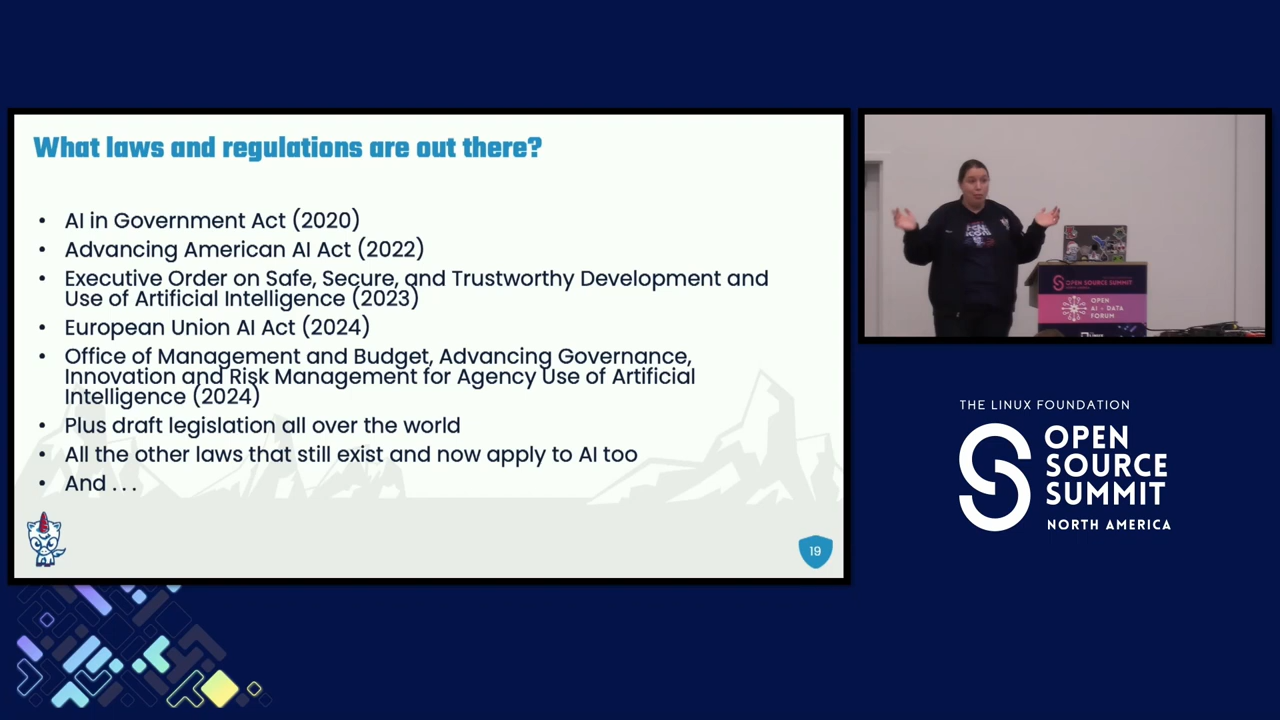 What laws and regulations are out there?
• AI in Government Act (2020)
• Advancing American AI Act (2022)
• Executive Order on Safe, Secure, and Trustworthy Development and
Use of Artificial Intelligence (2023)
• European Union AI Act (2024)
• Office of Management and Budget, Advancing Governance,
Innovation and Risk Management for Agency Use of Artificial
Intelligence (2024)
• Plus draft legislation all over the world
• All the other laws that still exist and now apply to AI too
• And . . .
19
OPEN SOURCE SUMMIT
OPEN
AI + DATA
FORUM
THE LINUX FOUNDATION
OPEN
SOURCE
SUMMIT
NORTH AMERICA